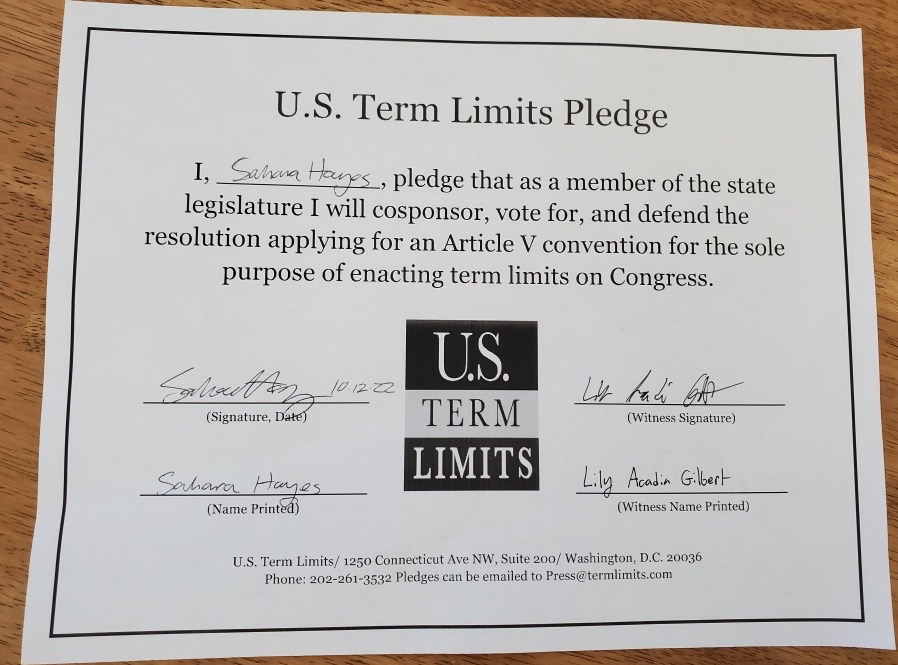 U.S. Term Limits Pledge
I, Sahara Hayes, pledge that as a member of the state
legislature I will cosponsor, vote for, and defend the
resolution applying for an Article V convention for the sole
purpose of enacting term limits on Congress.
10.12.22
(Signature, Date)
U.S.
TERM
LIMITS
(Witness Signature)
Sahara Hayes
(Name Printed)
Lily Acadia Gilbert
(Witness Name Printed)
U.S. Term Limits/ 1250 Connecticut Ave NW, Suite 200/ Washington, D.C. 20036
Phone: 202-261-3532 Pledges can be emailed to Press@termlimits.com